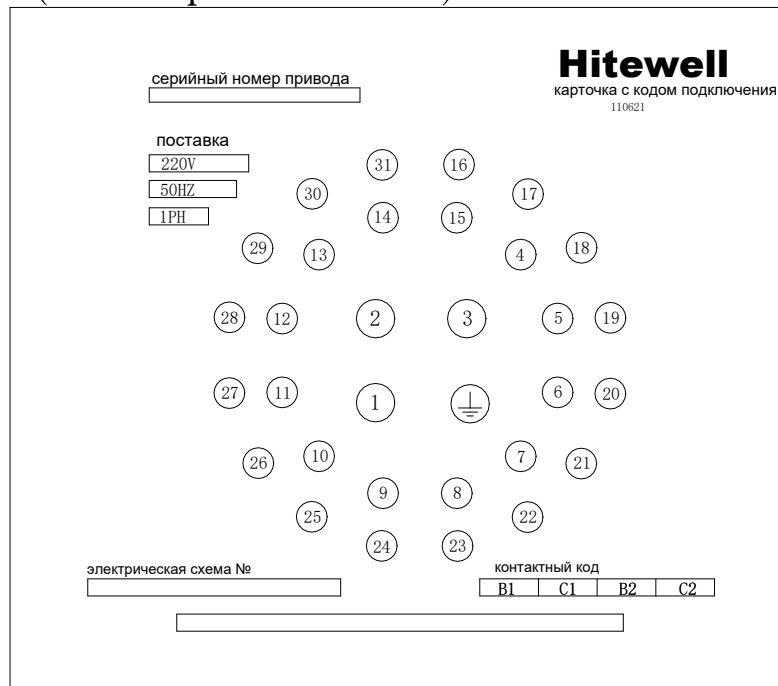 Hitewell
серийный номер привода
карточка с кодом подключения
110621
поставка
220V
50HZ
1PH
31 16
30 17
14 15
29 13 4 18
28 12 2 3 5 19
27 11 1 6 20
26 10 7 21
9 8
25 22
24 23
электрическая схема №
контактный код
B1 C1 B2 C2